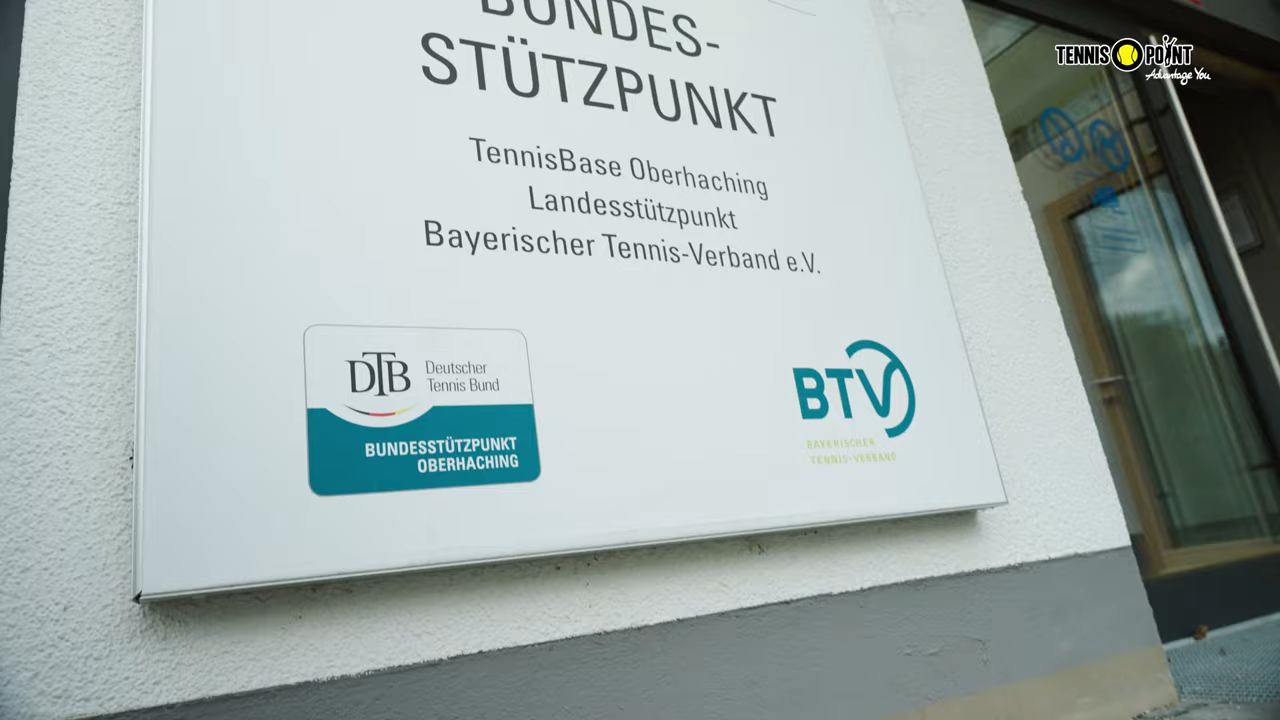 BUNDES-
STÜTZPUNKT
TennisBase Oberhaching
Landesstützpunkt
Bayerischer Tennis-Verband e.V.
DTB Deutscher
Tennis Bund
BUNDESSTÜTZPUNKT
OBERHACHING
BTV
BAYERISCHER
TENNIS-VERBAND
TENNIS POINT
Advantage You